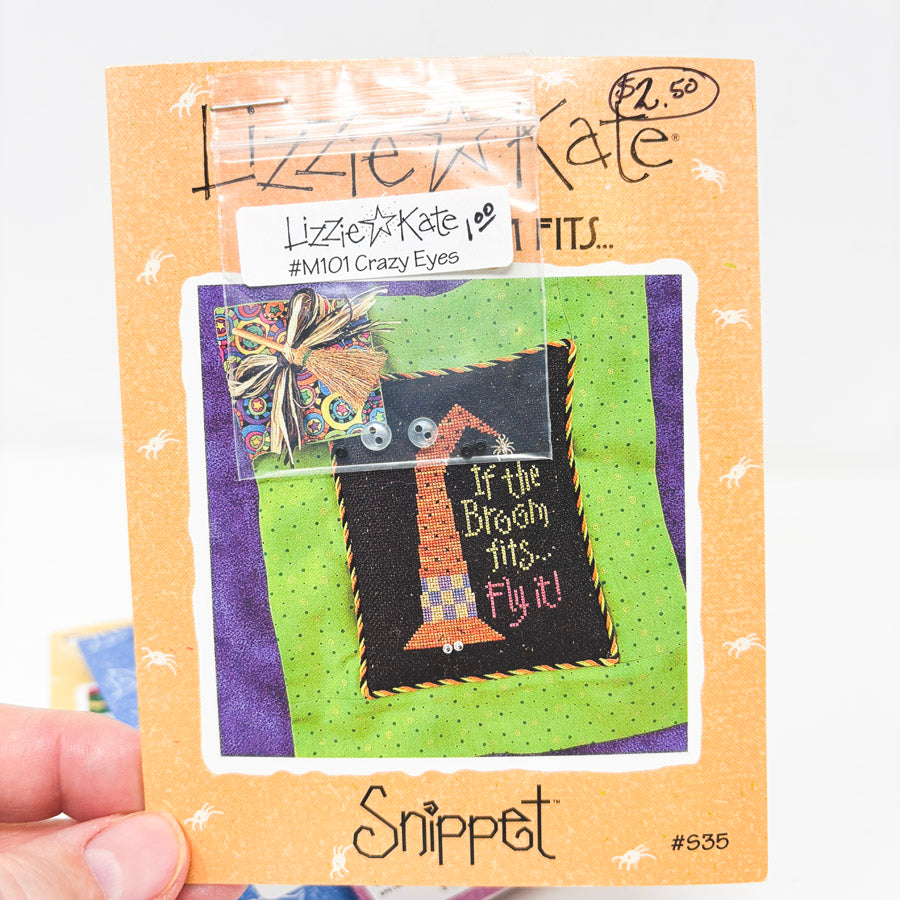 $2.50
Lizzie☆Kate®
Lizzie☆Kate 1.00
#M101 Crazy Eyes
FITS...
If the
Broom
fits...
Fly it!
Snippet™
#S35